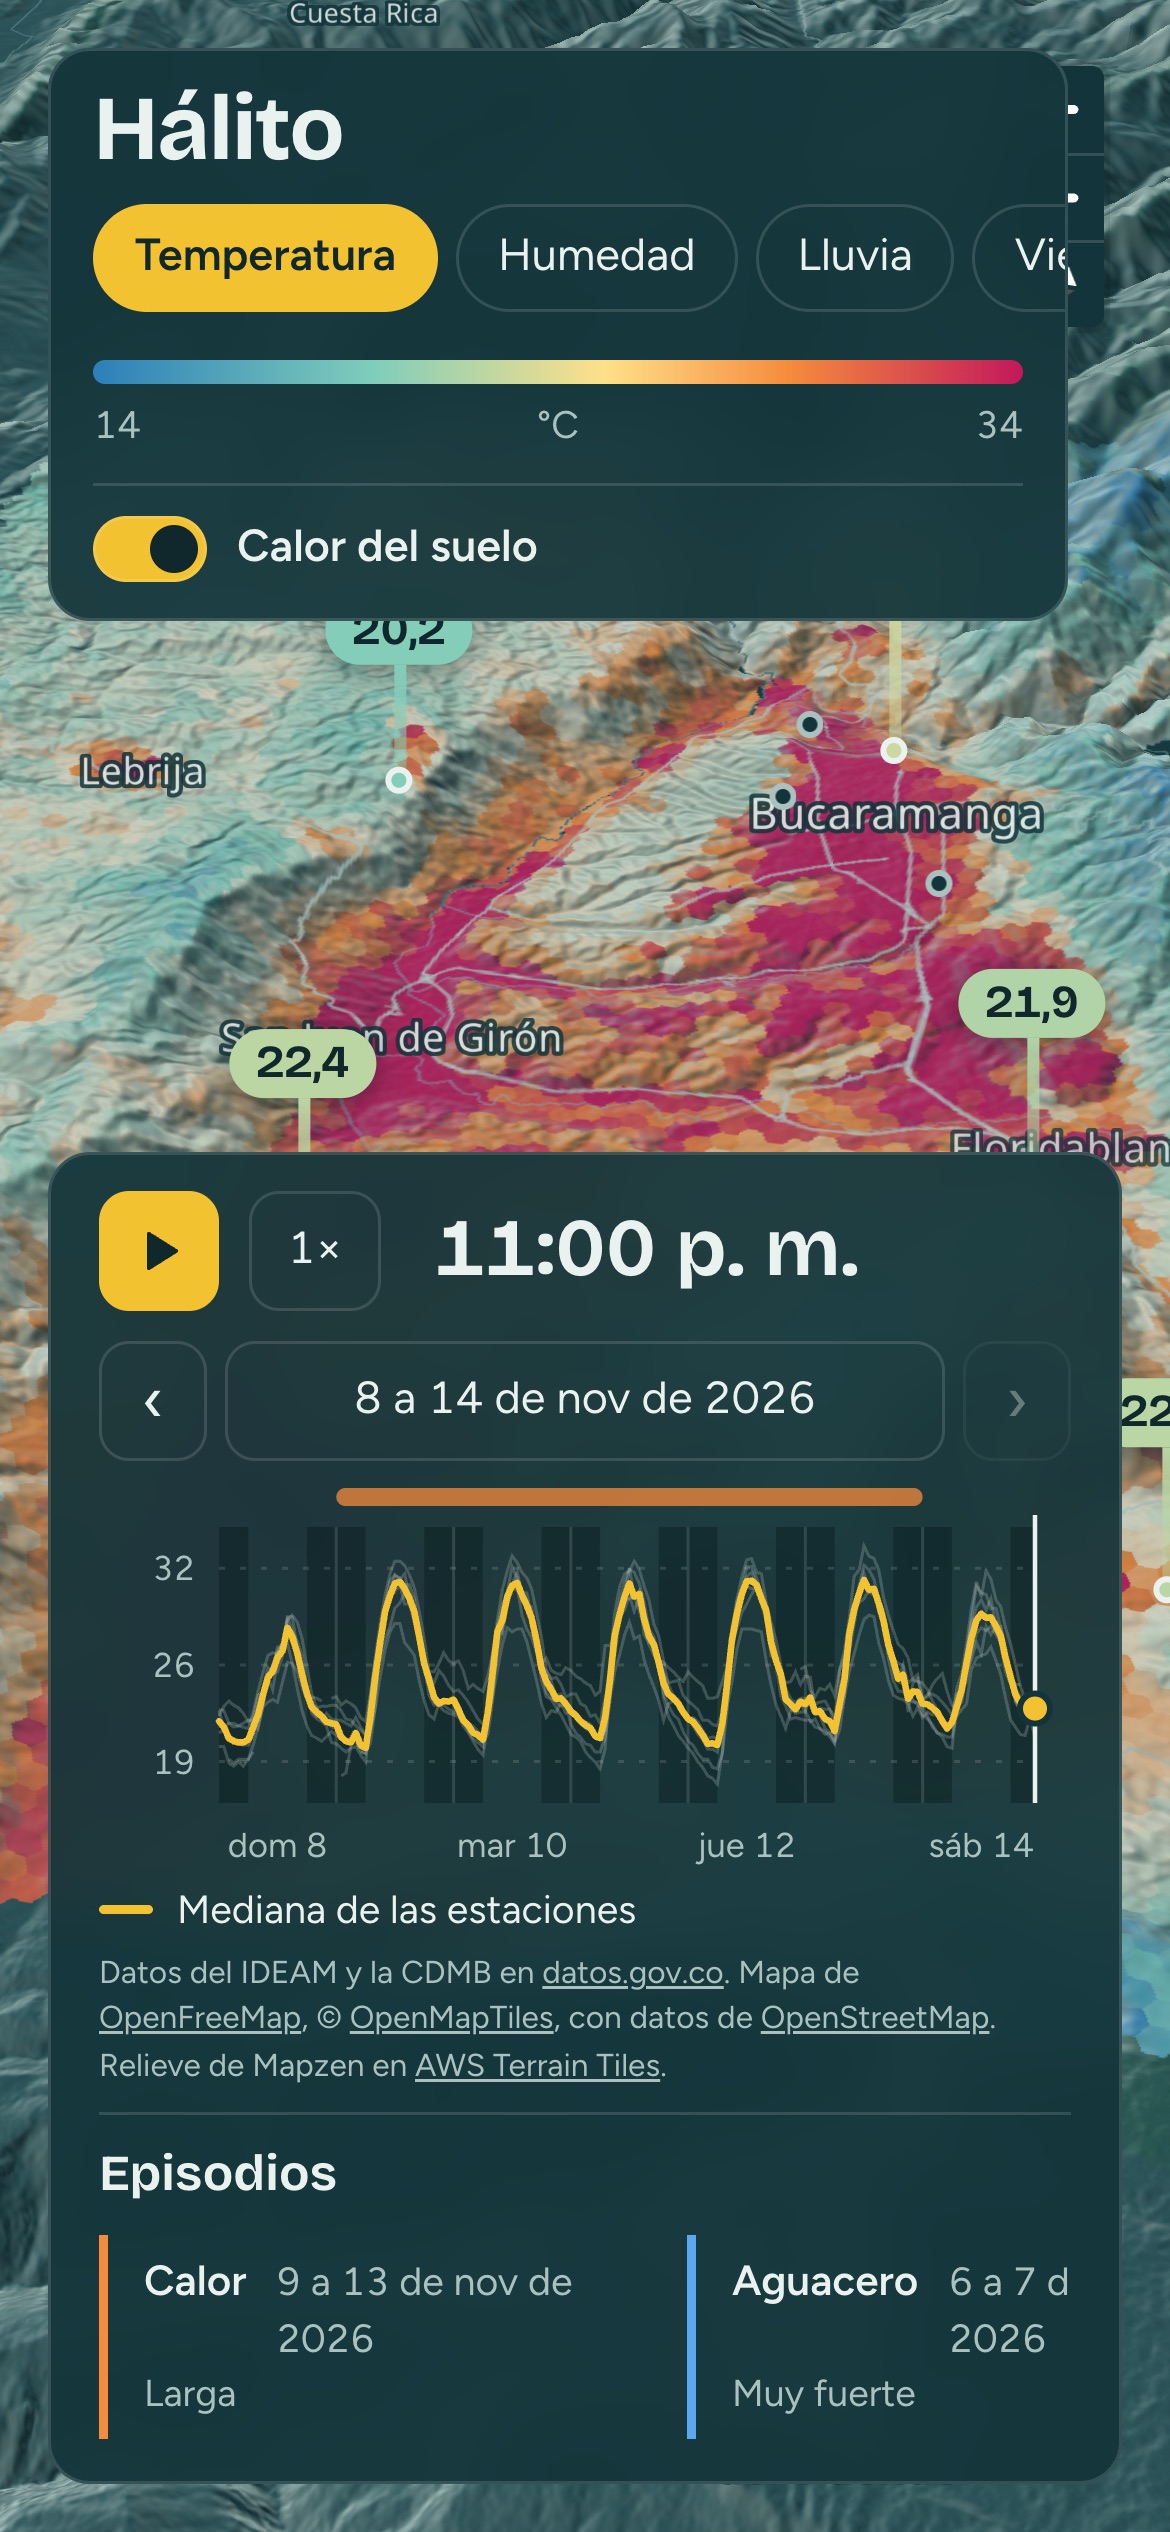 Cuesta Rica
Hálito
Temperatura Humedad Lluvia
14 °C 34
Calor del suelo
20,2
Lebrija
Bucaramanga
21,9
de Girón
22,4
1× 11:00 p. m.
‹ 8 a 14 de nov de 2026 ›
22
32
26
19
dom 8 mar 10 jue 12 sáb 14
Mediana de las estaciones
Datos del IDEAM y la CDMB en datos.gov.co. Mapa de
OpenFreeMap, © OpenMapTiles, con datos de OpenStreetMap.
Relieve de Mapzen en AWS Terrain Tiles.
Episodios
Calor 9 a 13 de nov de
2026
Larga
Aguacero 6 a 7 d
2026
Muy fuerte